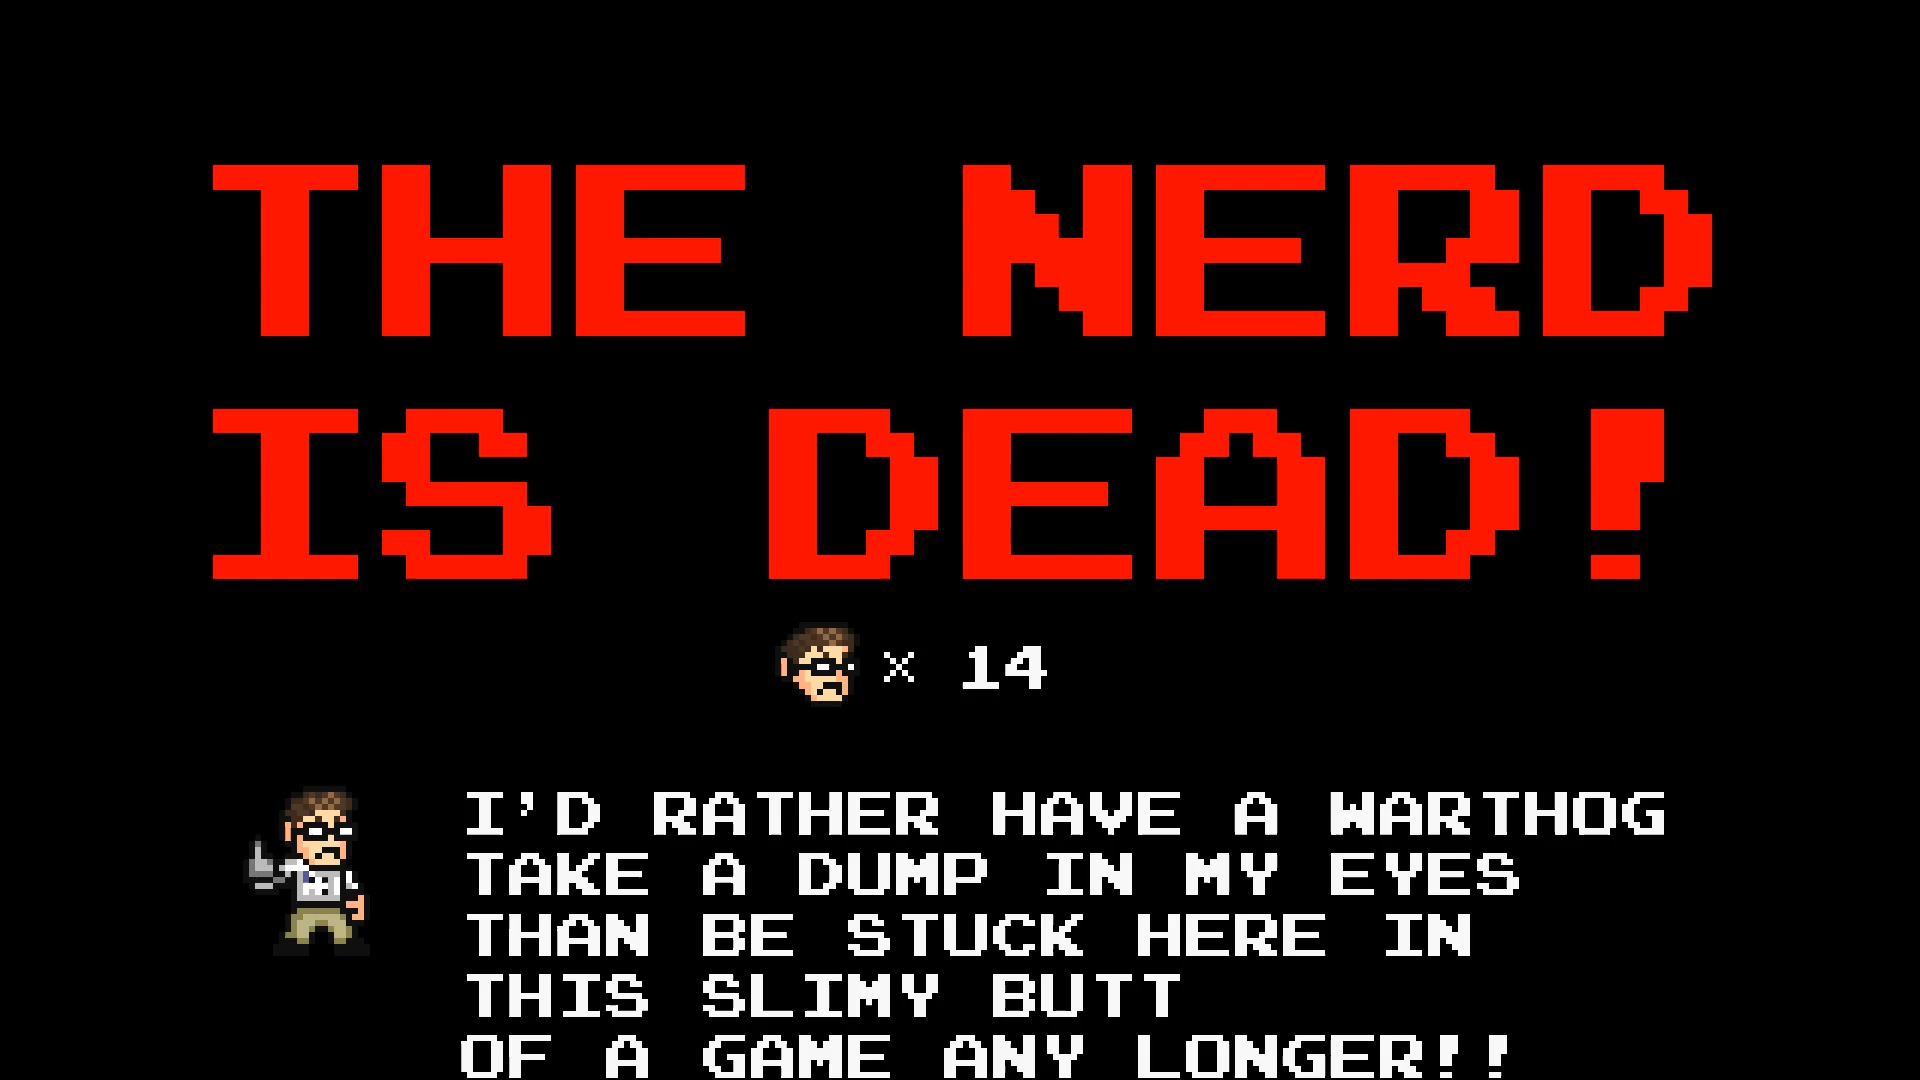 THE NERD
IS DEAD!
× 14
I'D RATHER HAVE A WARTHOG
TAKE A DUMP IN MY EYES
THAN BE STUCK HERE IN
THIS SLIMY BUTT
OF A GAME ANY LONGER!!